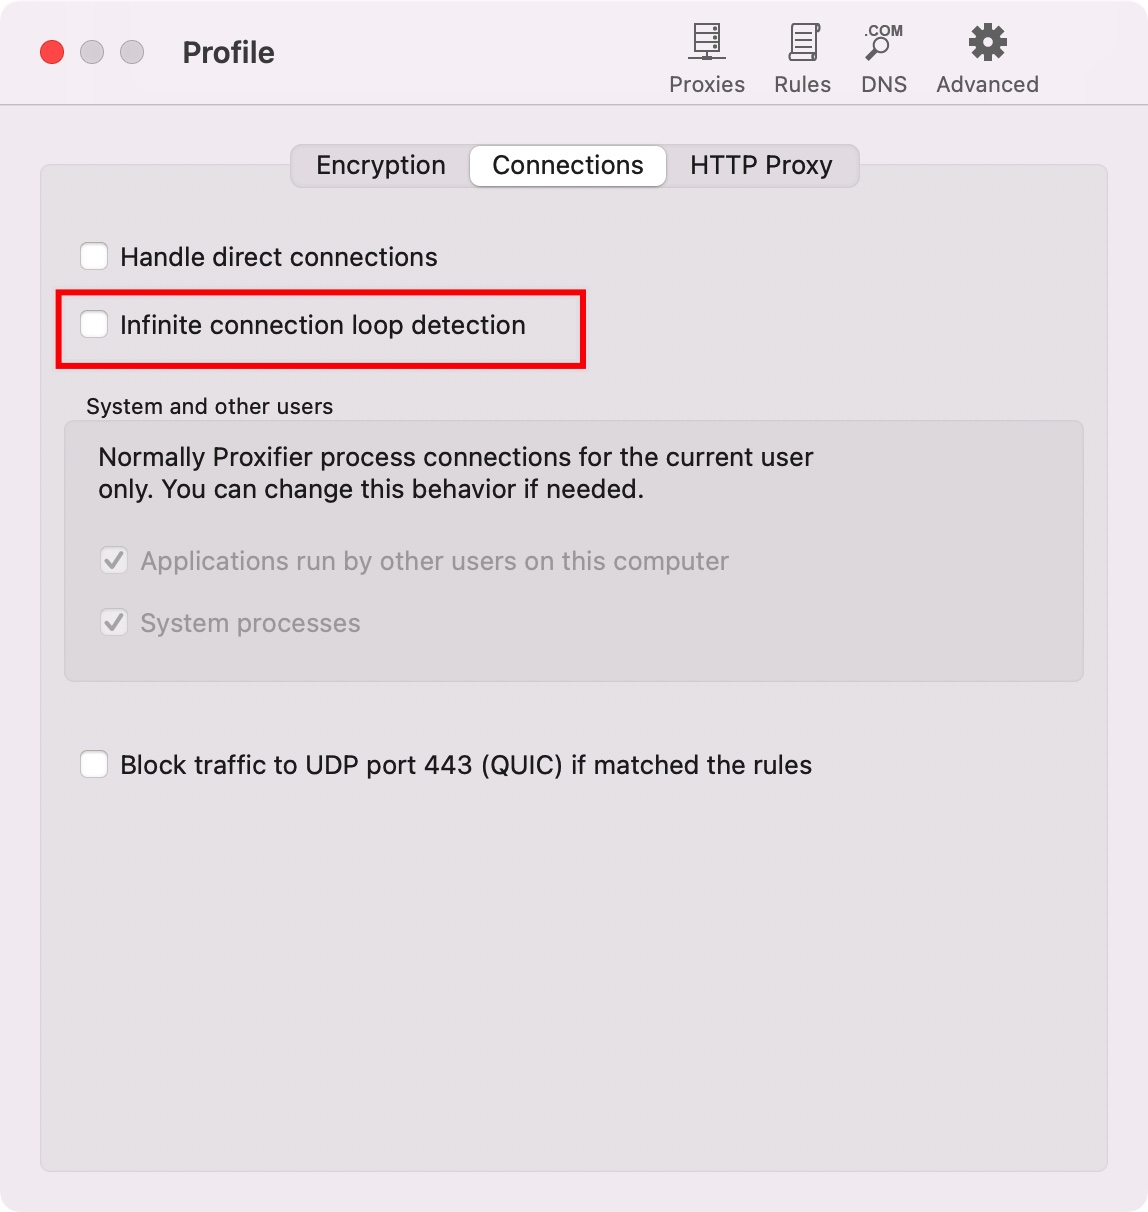 Profile
.COM
Proxies
Rules
DNS
Advanced
Encryption
Connections
HTTP Proxy
Handle direct connections
Infinite connection loop detection
System and other users
Normally Proxifier process connections for the current user
only. You can change this behavior if needed.
Applications run by other users on this computer
System processes
Block traffic to UDP port 443 (QUIC) if matched the rules